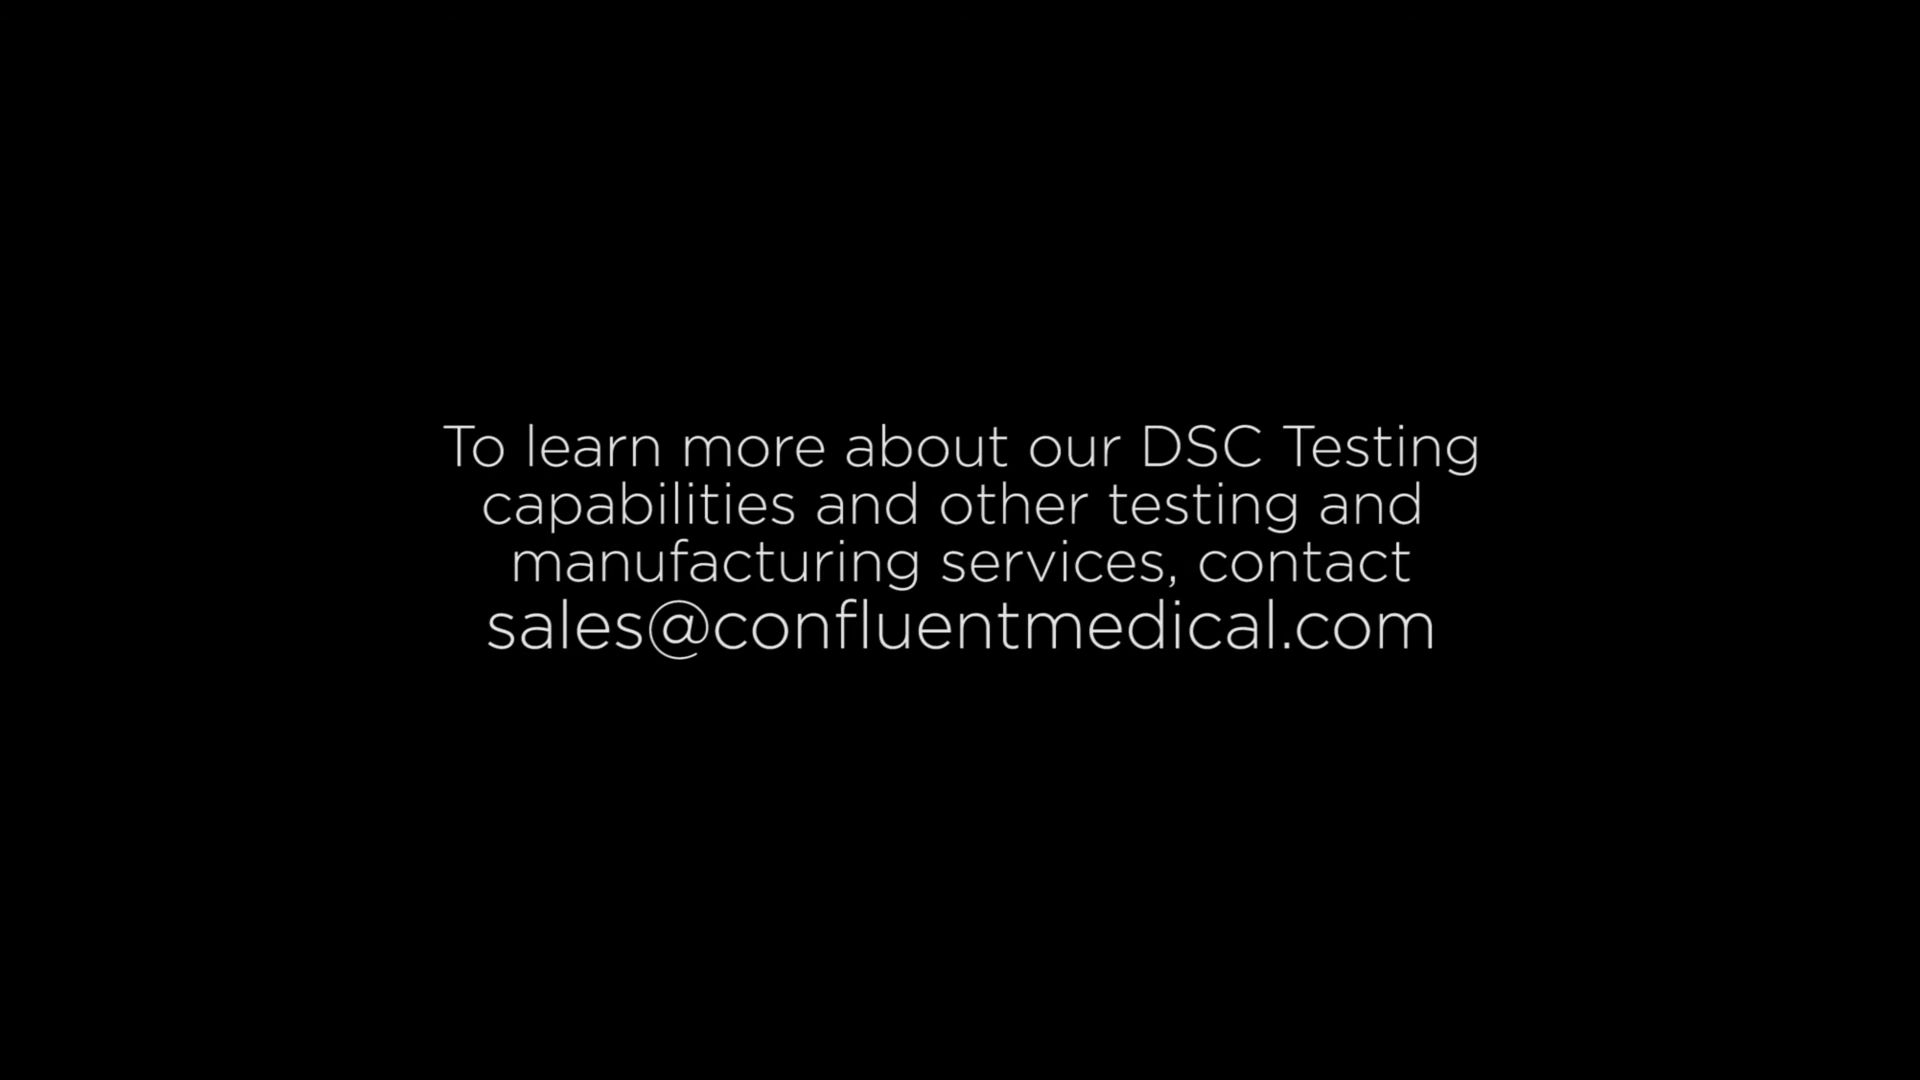 To learn more about our DSC Testing
capabilities and other testing and
manufacturing services, contact
sales@confluentmedical.com